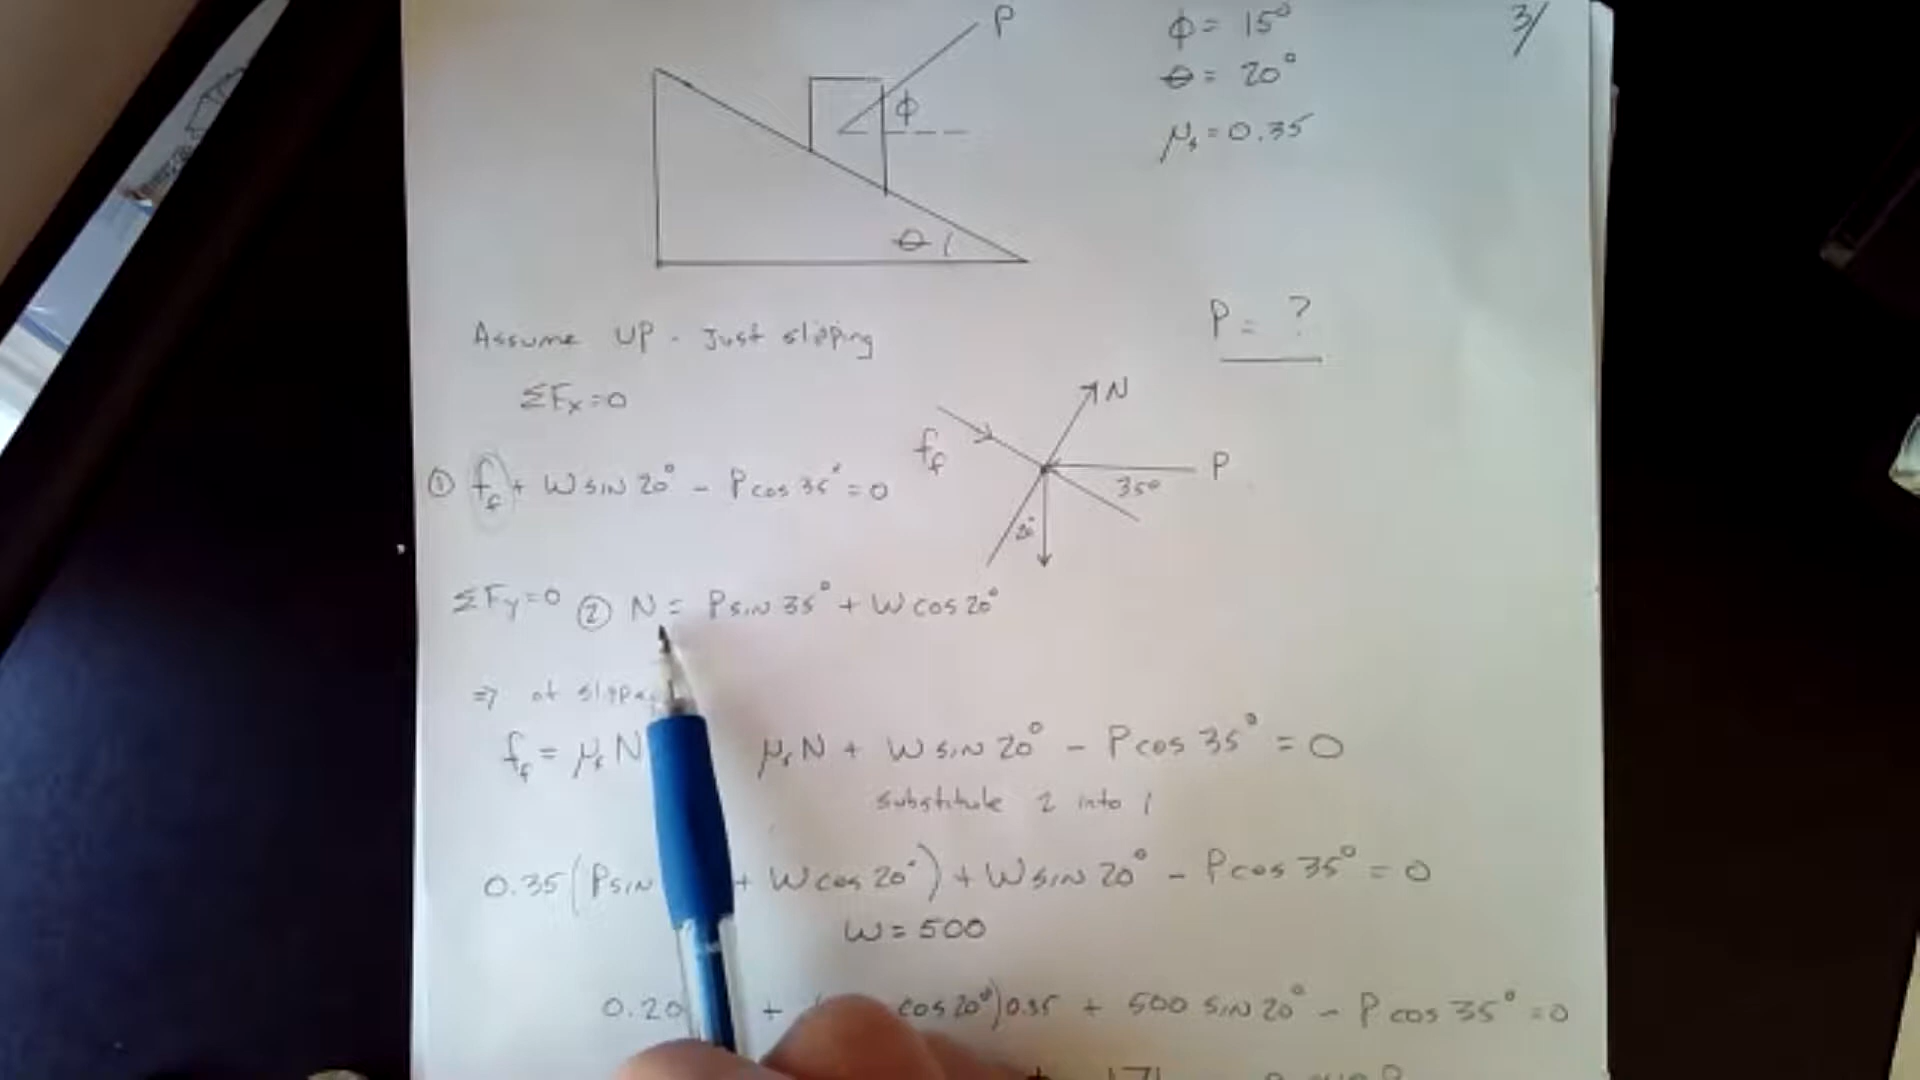 P
ϕ = 15°
3/
θ = 20°
ϕ
μs = 0.35
θ
P = ?
Assume UP - Just slipping
ΣFx=0
N
ff
P
35°
① ff + W sin 20° - P cos 35° = 0
20°
ΣFy=0 ② N = P sin 35° + W cos 20°
⇒ at
ff = μs N μs N + W sin 20° - P cos 35° = 0
substitute 2 into 1
0.35 (P sin + W cos 20°) + W sin 20° - P cos 35° = 0
W = 500
0.20 + cos 20°) 0.35 + 500 sin 20° - P cos 35° = 0
+ 171